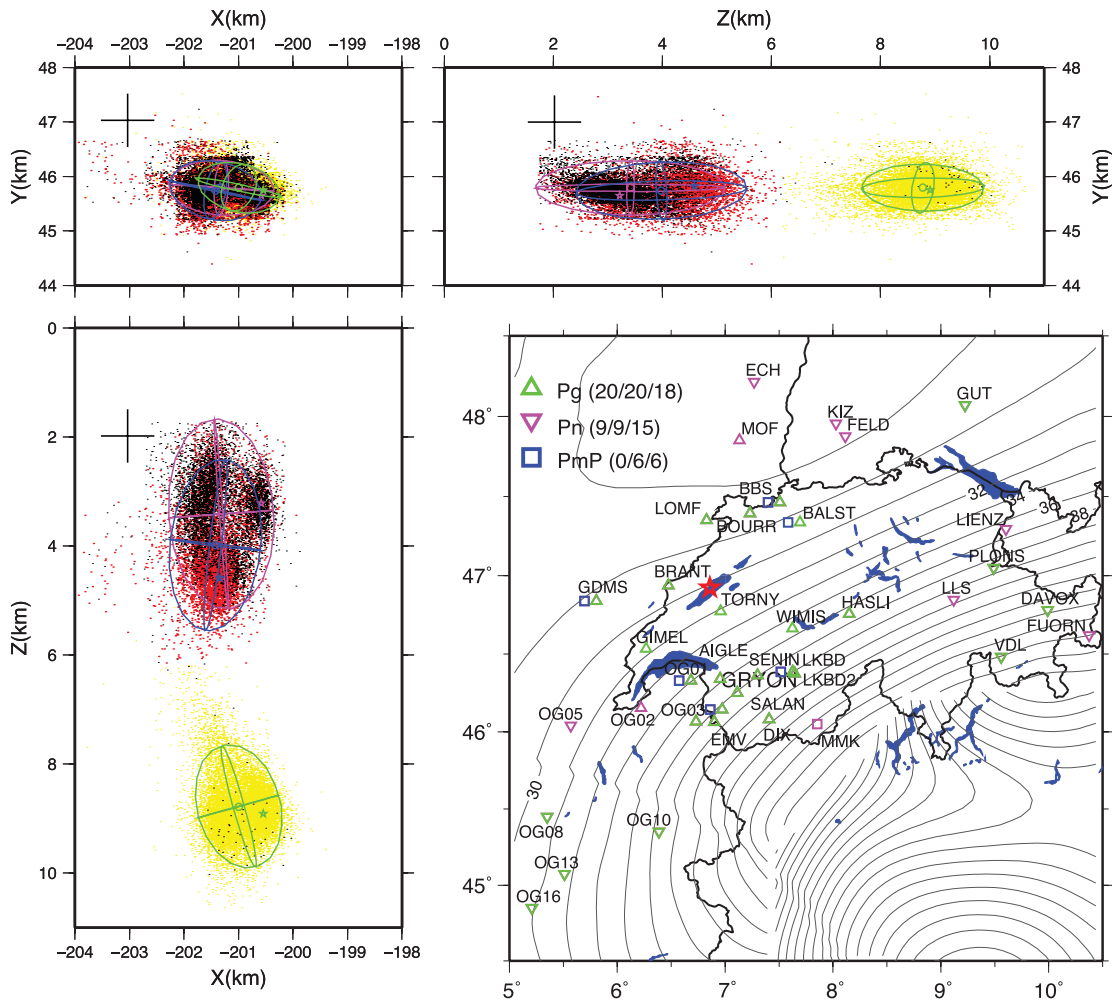 X(km)
−204 −203 −202 −201 −200 −199 −198
48
47
46
45
44
Y(km)
Z(km)
0 2 4 6 8 10
48
47
46
45
44
Y(km)
0
2
4
6
8
10
Z(km)
−204 −203 −202 −201 −200 −199 −198
X(km)
Pg (20/20/18)
Pn (9/9/15)
PmP (0/6/6)
ECH
GUT
KIZ
FELD
MOF
BBS
LOMF
BOURR
BALST
32
34
36
38
LIENZ
PLONS
BRANT
GDMS
TORNY
WIMIS
HASLI
LLS
DAVOX
FUORN
GIMEL
AIGLE
SENIN
LKBD
VDL
OG01
GRYON
LKBD2
OG05
OG02
OG03
SALAN
EMV
DIX
MMK
30
OG08
OG10
OG13
OG16
48°
47°
46°
45°
5° 6° 7° 8° 9° 10°